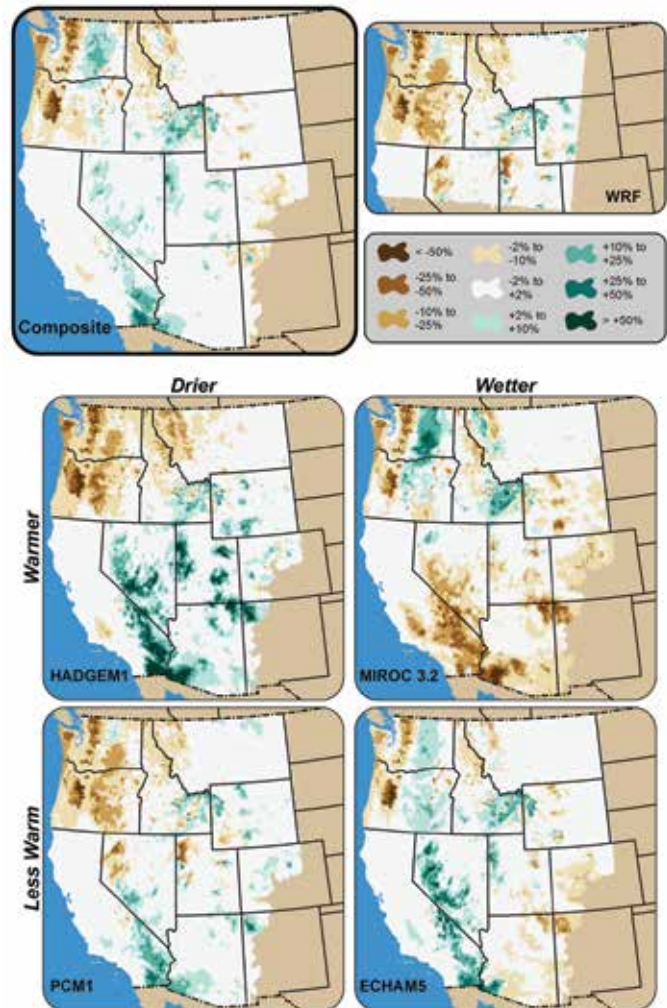 Composite
WRF
< -50%
-25% to
-50%
-10% to
-25%
-2% to
-10%
-2% to
+2%
+2% to
+10%
+10% to
+25%
+25% to
+50%
> +50%
Drier
Wetter
Warmer
HADGEM1
MIROC 3.2
Less Warm
PCM1
ECHAM5